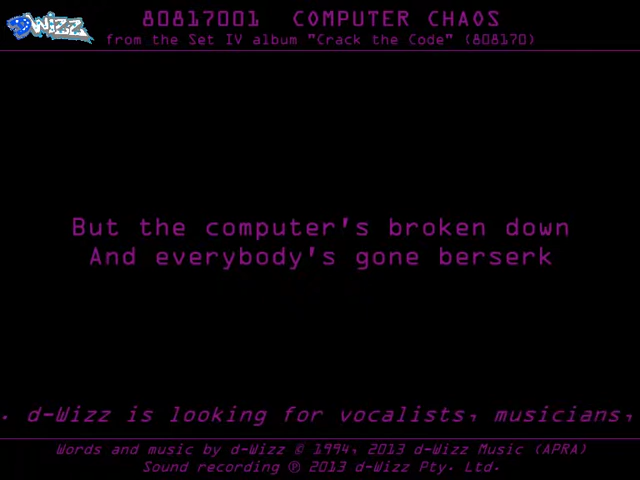 D-Wizz
80817001 COMPUTER CHAOS
from the Set IV album "Crack the Code" (808170)
But the computer's broken down
And everybody's gone berserk
. d-Wizz is looking for vocalists, musicians,
Words and music by d-Wizz © 1994, 2013 d-Wizz Music (APRA)
Sound recording ℗ 2013 d-Wizz Pty. Ltd.